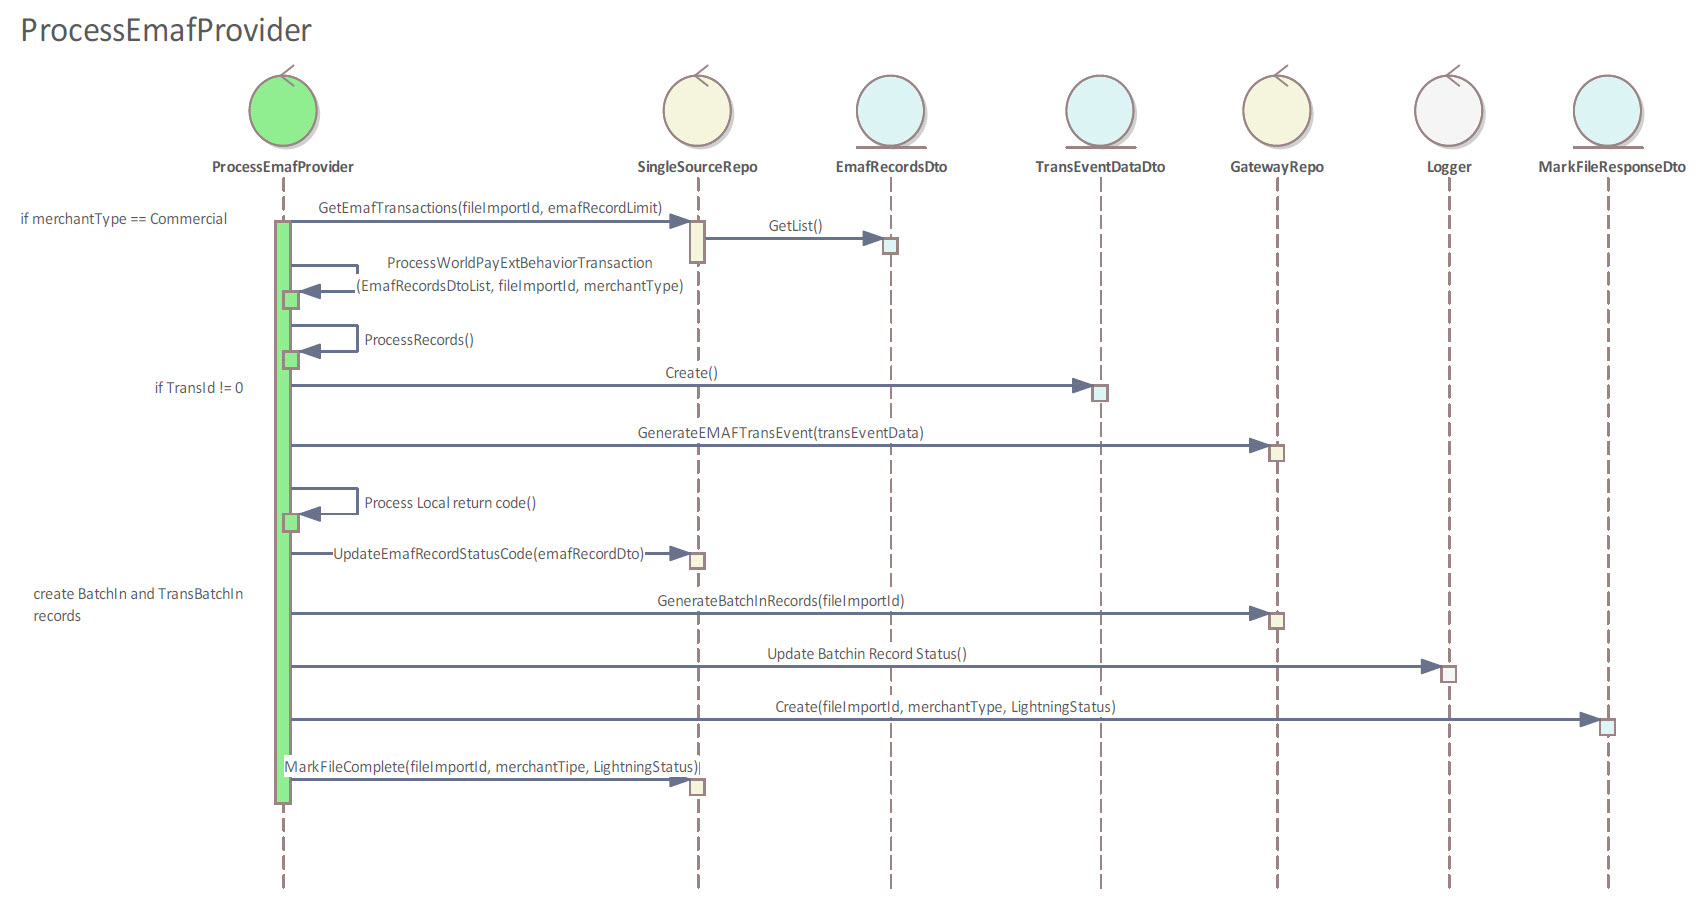 ProcessEmafProvider
ProcessEmafProvider
SingleSourceRepo
EmafRecordsDto
TransEventDataDto
GatewayRepo
Logger
MarkFileResponseDto
if merchantType == Commercial
GetEmafTransactions(fileImportId, emafRecordLimit)
GetList()
ProcessWorldPayExtBehaviorTransaction
(EmafRecordsDtoList, fileImportId, merchantType)
ProcessRecords()
if TransId != 0
Create()
GenerateEMAFTransEvent(transEventData)
Process Local return code()
UpdateEmafRecordStatusCode(emafRecordDto)
create BatchIn and TransBatchIn
records
GenerateBatchInRecords(fileImportId)
Update Batchin Record Status()
Create(fileImportId, merchantType, LightningStatus)
MarkFileComplete(fileImportId, merchantTipe, LightningStatus)